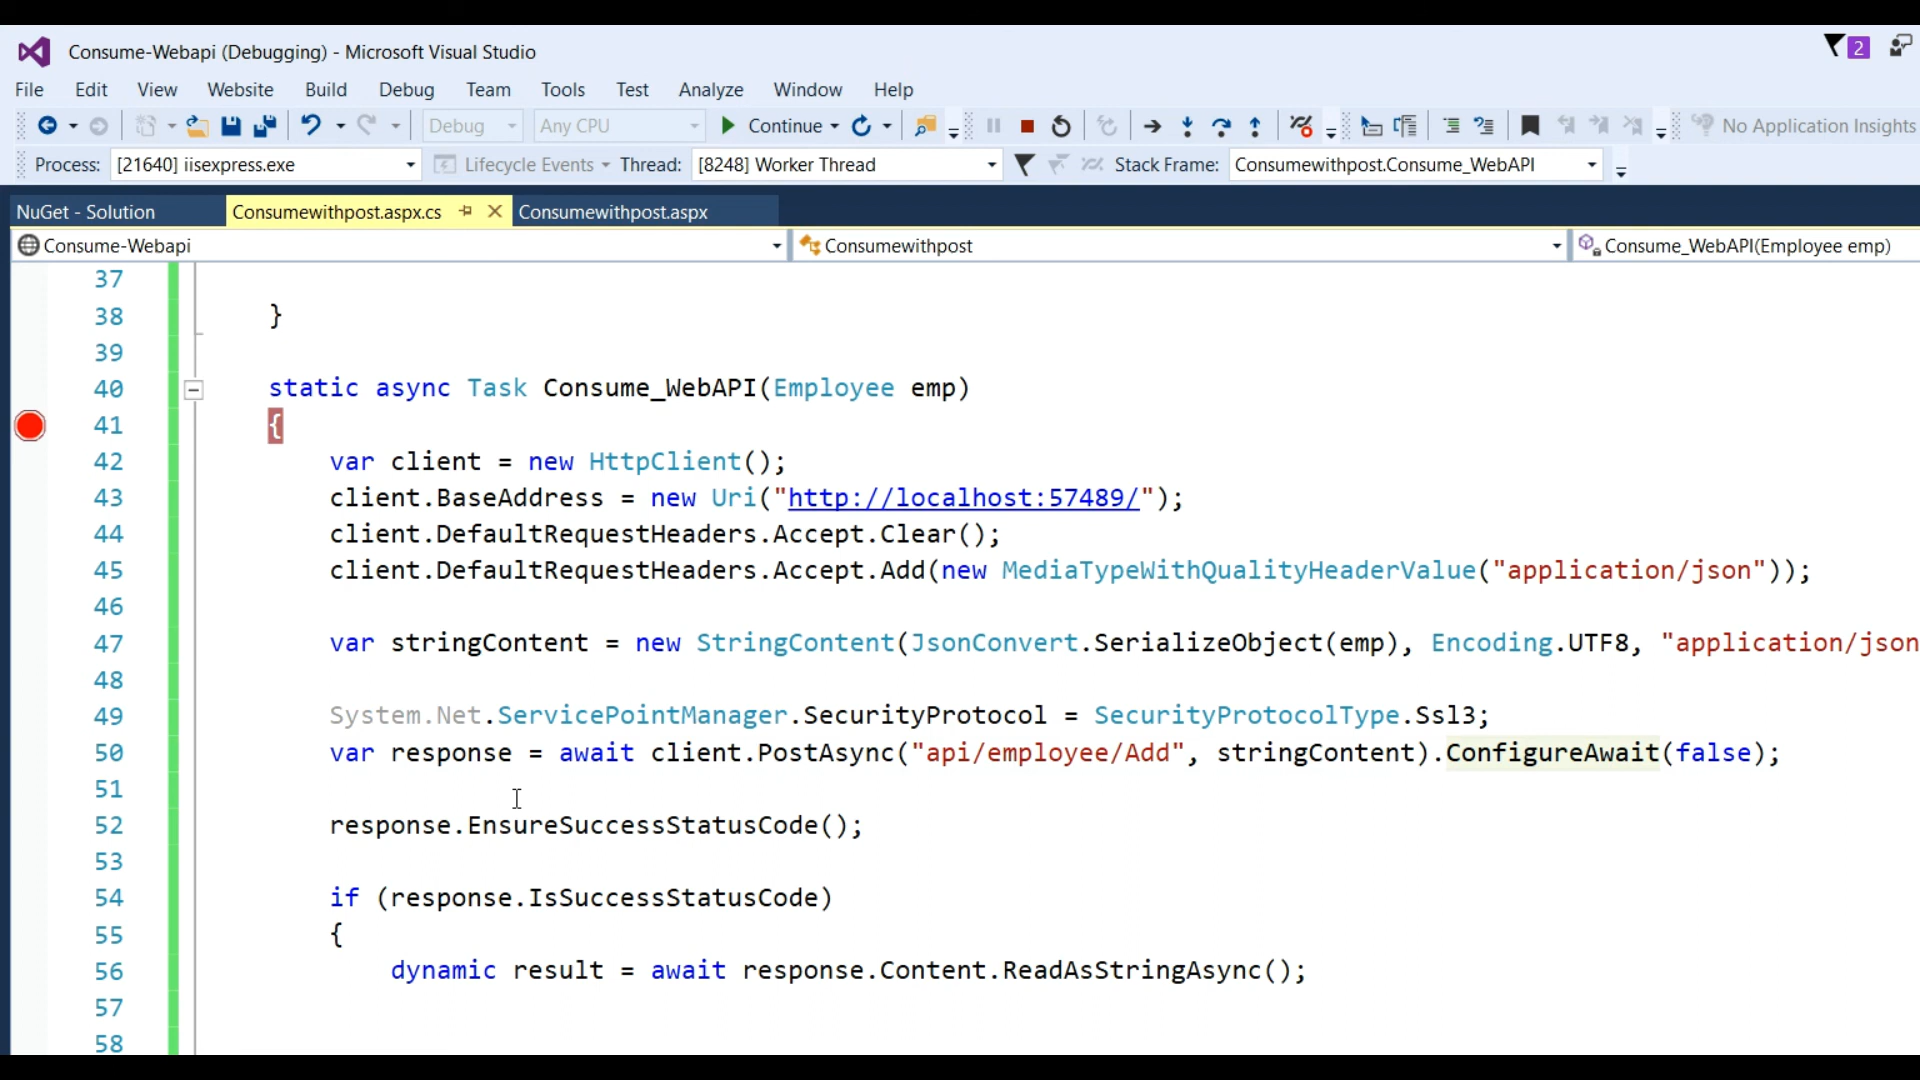 Consume-Webapi (Debugging) - Microsoft Visual Studio
2
File Edit View Website Build Debug Team Tools Test Analyze Window Help
Debug Any CPU Continue No Application Insights
Process: [21640] iisexpress.exe Lifecycle Events Thread: [8248] Worker Thread Stack Frame: Consumewithpost.Consume_WebAPI
NuGet - Solution Consumewithpost.aspx.cs Consumewithpost.aspx
Consume-Webapi Consumewithpost Consume_WebAPI(Employee emp)
37
38 }
39
40 static async Task Consume_WebAPI(Employee emp)
41 {
42 var client = new HttpClient();
43 client.BaseAddress = new Uri("http://localhost:57489/");
44 client.DefaultRequestHeaders.Accept.Clear();
45 client.DefaultRequestHeaders.Accept.Add(new MediaTypeWithQualityHeaderValue("application/json"));
46
47 var stringContent = new StringContent(JsonConvert.SerializeObject(emp), Encoding.UTF8, "application/json
48
49 System.Net.ServicePointManager.SecurityProtocol = SecurityProtocolType.Ssl3;
50 var response = await client.PostAsync("api/employee/Add", stringContent).ConfigureAwait(false);
51
52 response.EnsureSuccessStatusCode();
53
54 if (response.IsSuccessStatusCode)
55 {
56 dynamic result = await response.Content.ReadAsStringAsync();
57
58